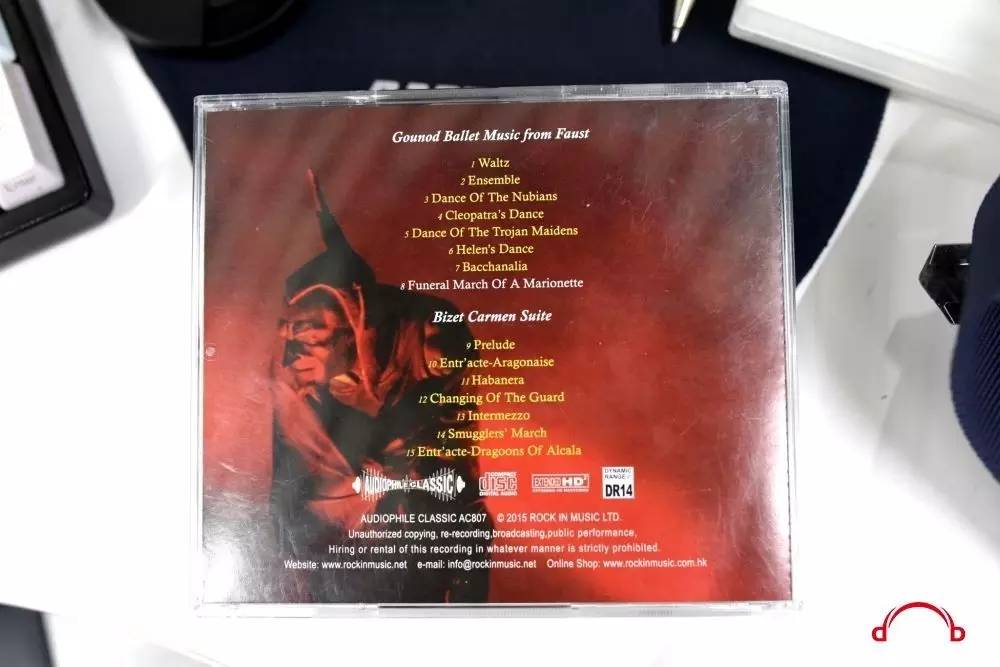 Enter
Gounod Ballet Music from Faust
1 Waltz
2 Ensemble
3 Dance Of The Nubians
4 Cleopatra's Dance
5 Dance Of The Trojan Maidens
6 Helen's Dance
7 Bacchanalia
8 Funeral March Of A Marionette
Bizet Carmen Suite
9 Prelude
10 Entr'acte-Aragonaise
11 Habanera
12 Changing Of The Guard
13 Intermezzo
14 Smugglers' March
15 Entr'acte-Dragoons Of Alcala
AUDIOPHILE CLASSIC
COMPACT disc DIGITAL AUDIO
EXTENDED HD
DYNAMIC RANGE DR14
AUDIOPHILE CLASSIC AC807 © 2015 ROCK IN MUSIC LTD.
Unauthorized copying, re-recording,broadcasting,public performance,
Hiring or rental of this recording in whatever manner is strictly prohibited.
Website: www.rockinmusic.net e-mail: info@rockinmusic.net Online Shop: www.rockinmusic.com.hk